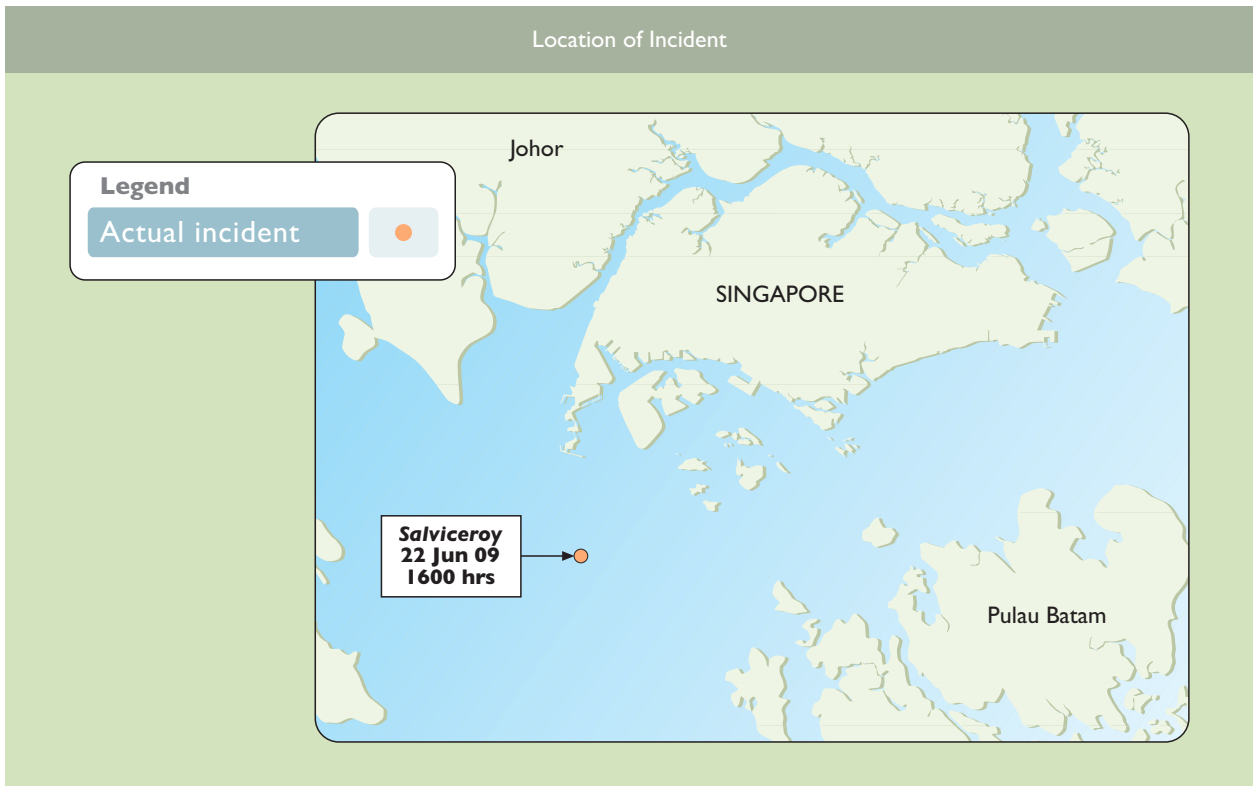 Location of Incident
Johor
Legend
Actual incident
SINGAPORE
Salviceroy
22 Jun 09
1600 hrs
Pulau Batam